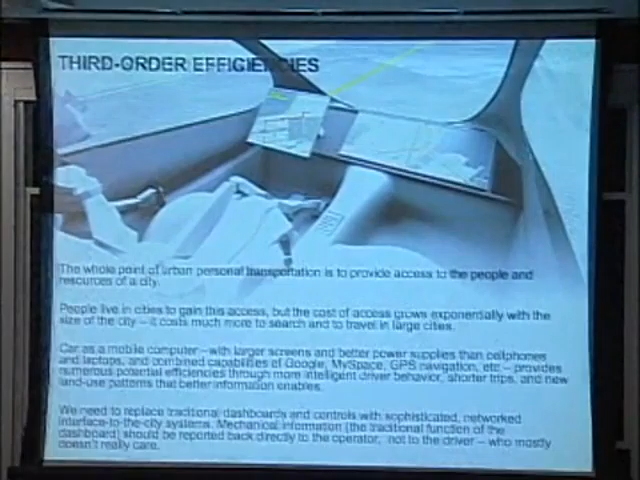 THIRD-ORDER EFFICIENCIES
The whole point of urban personal transportation is to provide access to the people and
resources of a city.
People live in cities to gain this access, but the cost of access grows exponentially with the
size of the city – it costs much more to search and to travel in large cities.
Car as a mobile computer – with larger screens and better power supplies than cellphones
and laptops, and combined capabilities of Google, MySpace, GPS navigation, etc – provides
numerous potential efficiencies through more intelligent driver behavior, shorter trips, and new
land-use patterns that better information enables.
We need to replace traditional dashboards and controls with sophisticated, networked
interface-to-the-city systems. Mechanical information (the traditional function of the
dashboard) should be reported back directly to the operator, not to the driver – who mostly
doesn't really care.